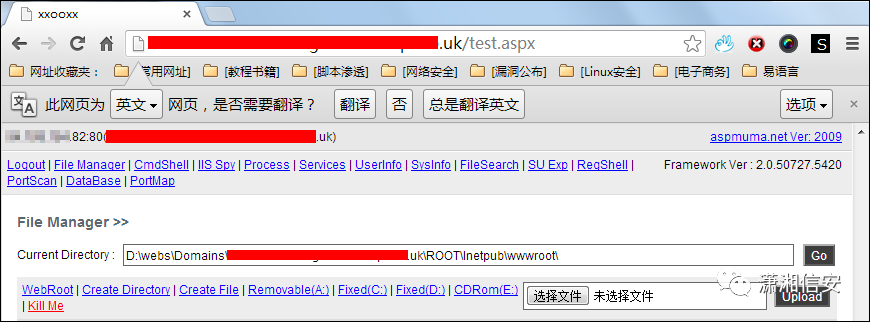 xxooxx
.uk/test.aspx
网址收藏夹： 常用网址] [教程书籍] [脚本渗透] [网络安全] [漏洞公布] [Linux安全] [电子商务] 易语言
此网页为 英文 网页，是否需要翻译？ 翻译 否 总是翻译英文 选项
.82:80( .uk) aspmuma.net Ver: 2009
Logout | File Manager | CmdShell | IIS Spy | Process | Services | UserInfo | SysInfo | FileSearch | SU Exp | RegShell | Framework Ver : 2.0.50727.5420
PortScan | DataBase | PortMap
File Manager >>
Current Directory : D:\webs\Domains\ .uk\ROOT\Inetpub\wwwroot\ Go
WebRoot | Create Directory | Create File | Removable(A:) | Fixed(C:) | Fixed(D:) | CDRom(E:) 选择文件 未选择文件 Upload
| Kill Me
潇湘信安